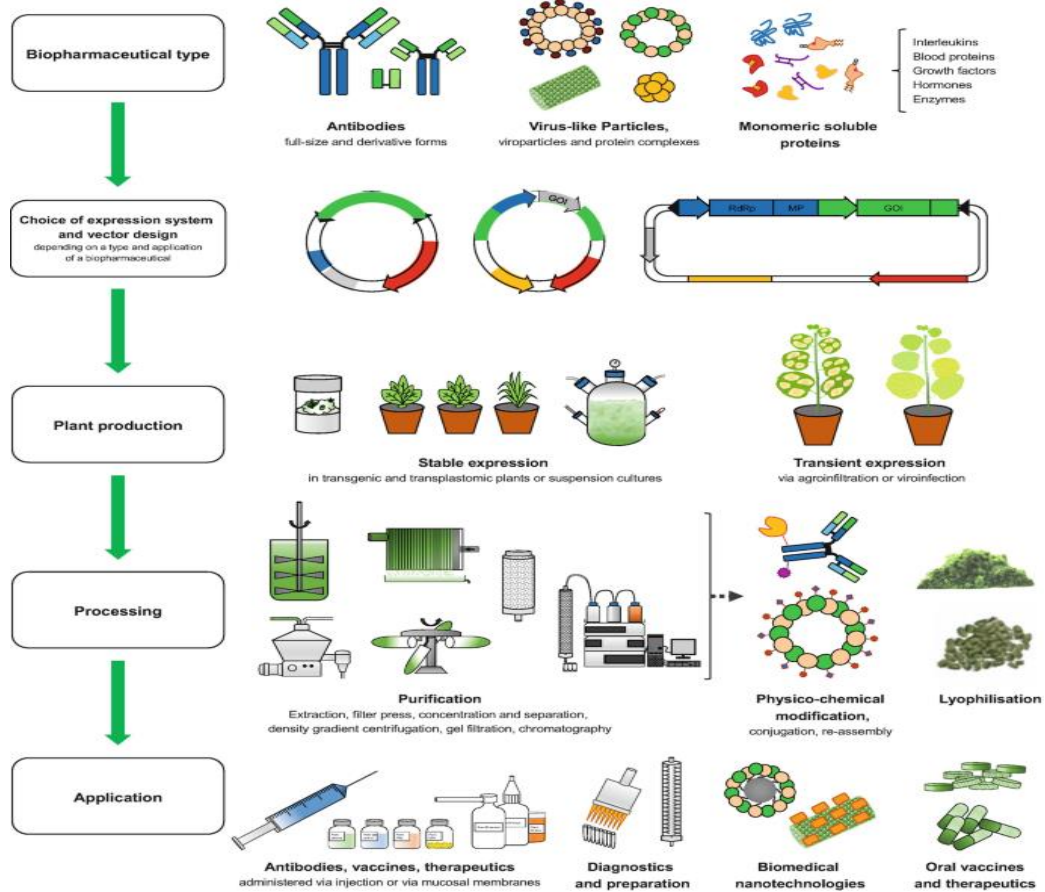 Biopharmaceutical type
Antibodies
full-size and derivative forms
Virus-like Particles,
viroparticles and protein complexes
Monomeric soluble
proteins
Interleukins
Blood proteins
Growth factors
Hormones
Enzymes
Choice of expression system
and vector design
depending on a type and application
of a biopharmaceutical
GOI
RdRp
MP
GOI
Plant production
Stable expression
in transgenic and transplastomic plants or suspension cultures
Transient expression
via agroinfiltration or viroinfection
Processing
Purification
Extraction, filter press, concentration and separation,
density gradient centrifugation, gel filtration, chromatography
Physico-chemical
modification,
conjugation, re-assembly
Lyophilisation
Application
Antibodies, vaccines, therapeutics
administered via injection or via mucosal membranes
Diagnostics
and preparation
Biomedical
nanotechnologies
Oral vaccines
and therapeutics